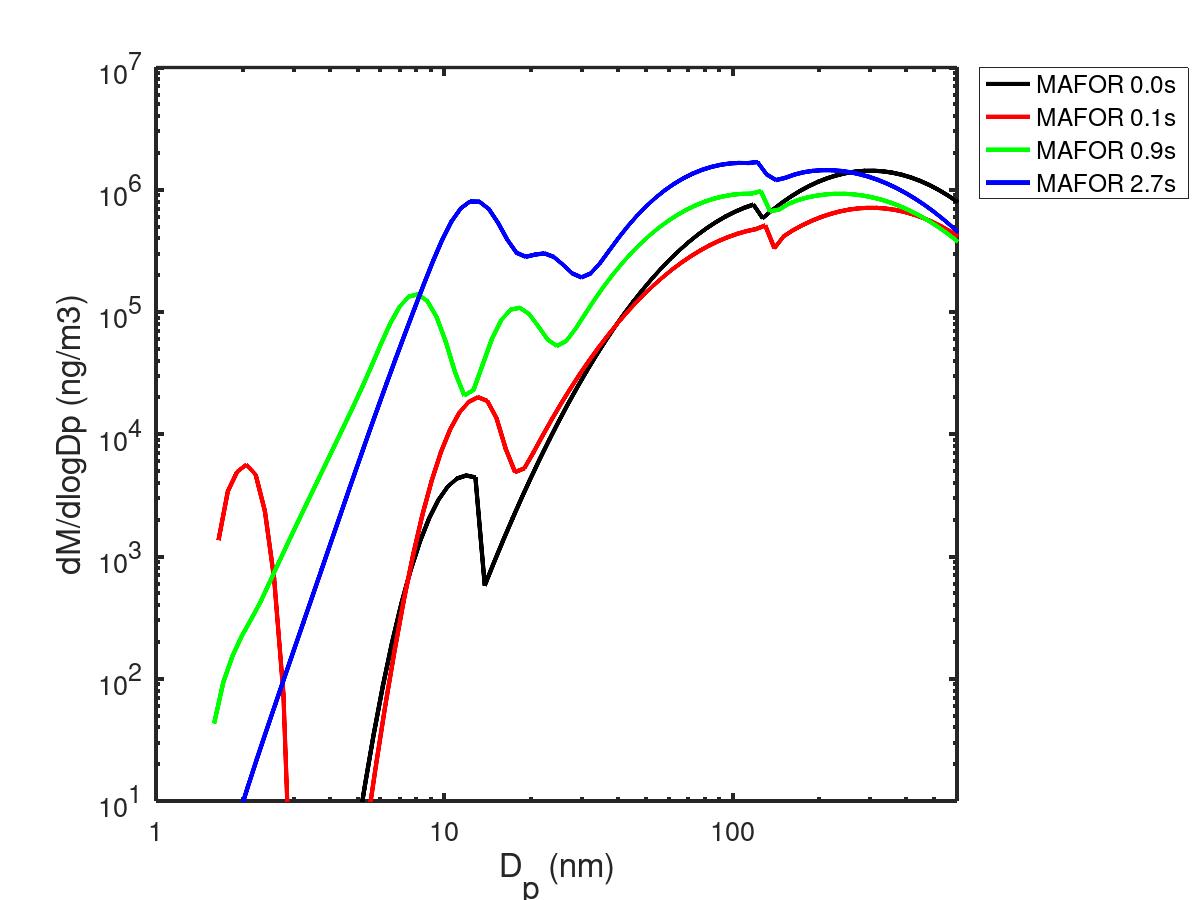 10^7
10^6
10^5
10^4
10^3
10^2
10^1
dM/dlogDp (ng/m3)
1 10 100
D_p (nm)
MAFOR 0.0s
MAFOR 0.1s
MAFOR 0.9s
MAFOR 2.7s